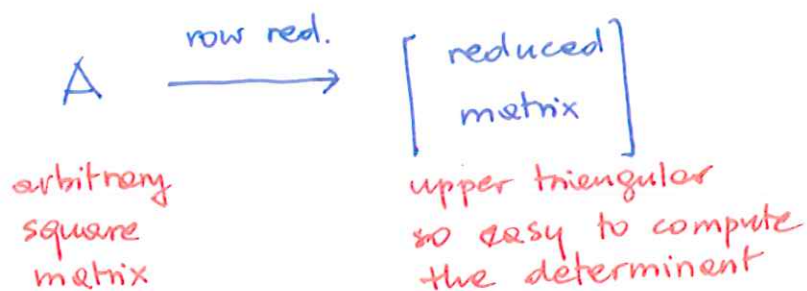 row red.
A
reduced
matrix
arbitrary
square
matrix
upper triangular
so easy to compute
the determinant